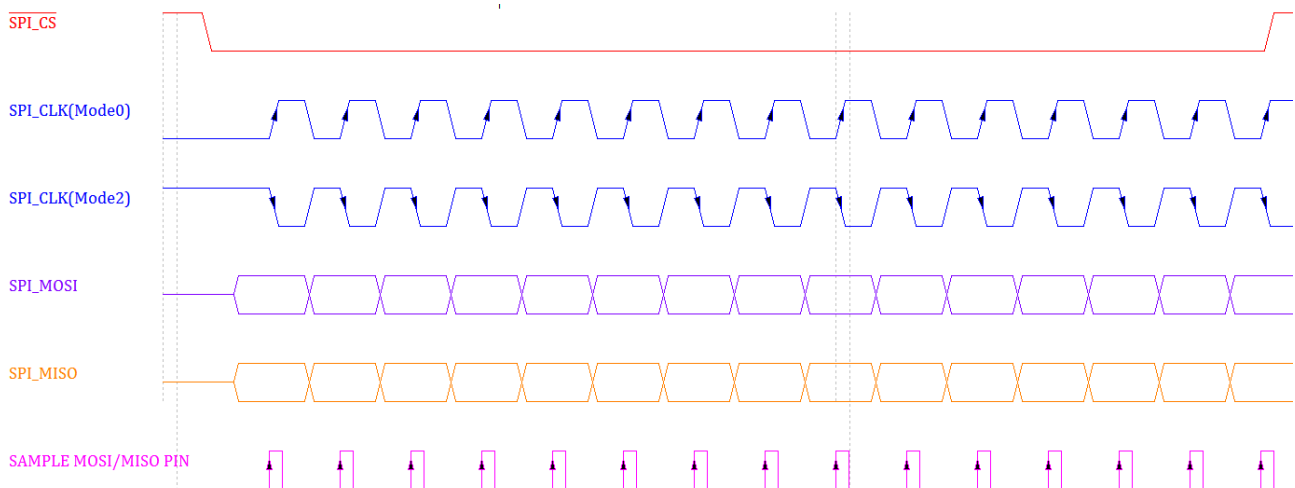 SPI_CS
SPI_CLK(Mode0)
SPI_CLK(Mode2)
SPI_MOSI
SPI_MISO
SAMPLE MOSI/MISO PIN